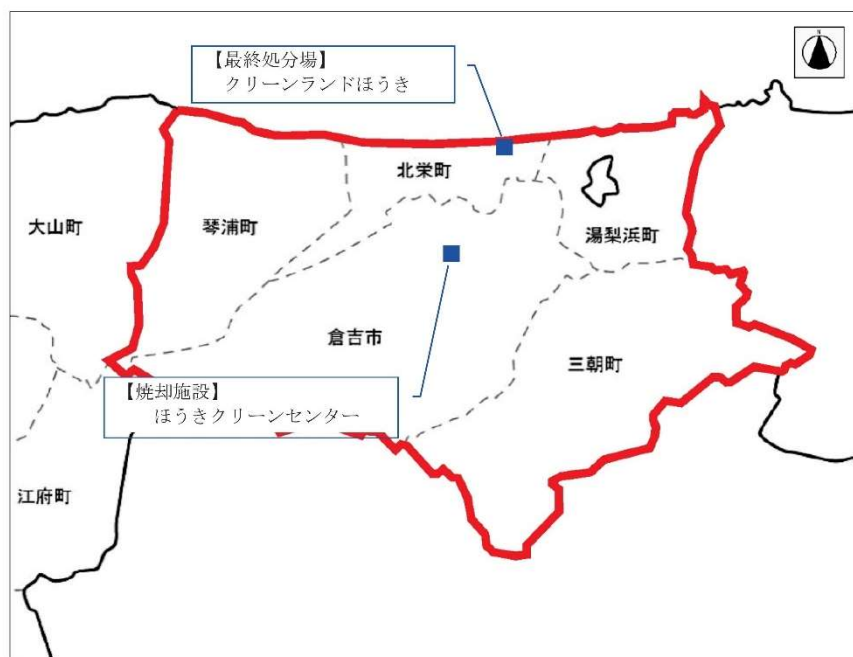 N
【最終処分場】
クリーンランドほうき
北栄町
大山町
琴浦町
湯梨浜町
倉吉市
三朝町
【焼却施設】
ほうきクリーンセンター
江府町